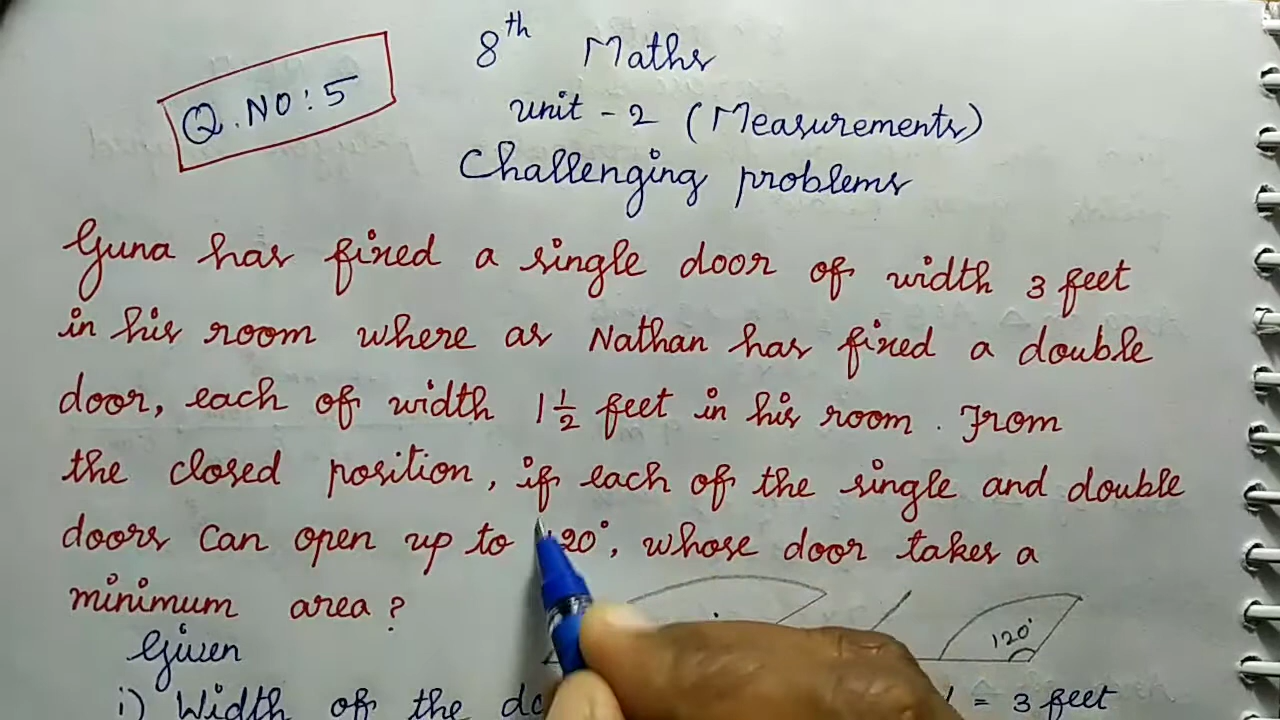 Q.NO:5
8th Maths
unit - 2 (Measurements)
Challenging problems
Guna has fixed a single door of width 3 feet
in his room where as Nathan has fixed a double
door, each of width 1 1/2 feet in his room. From
the closed position, if each of the single and double
doors can open up to 120°, whose door takes a
minimum area?
120°
Given
i) Width of the = 3 feet